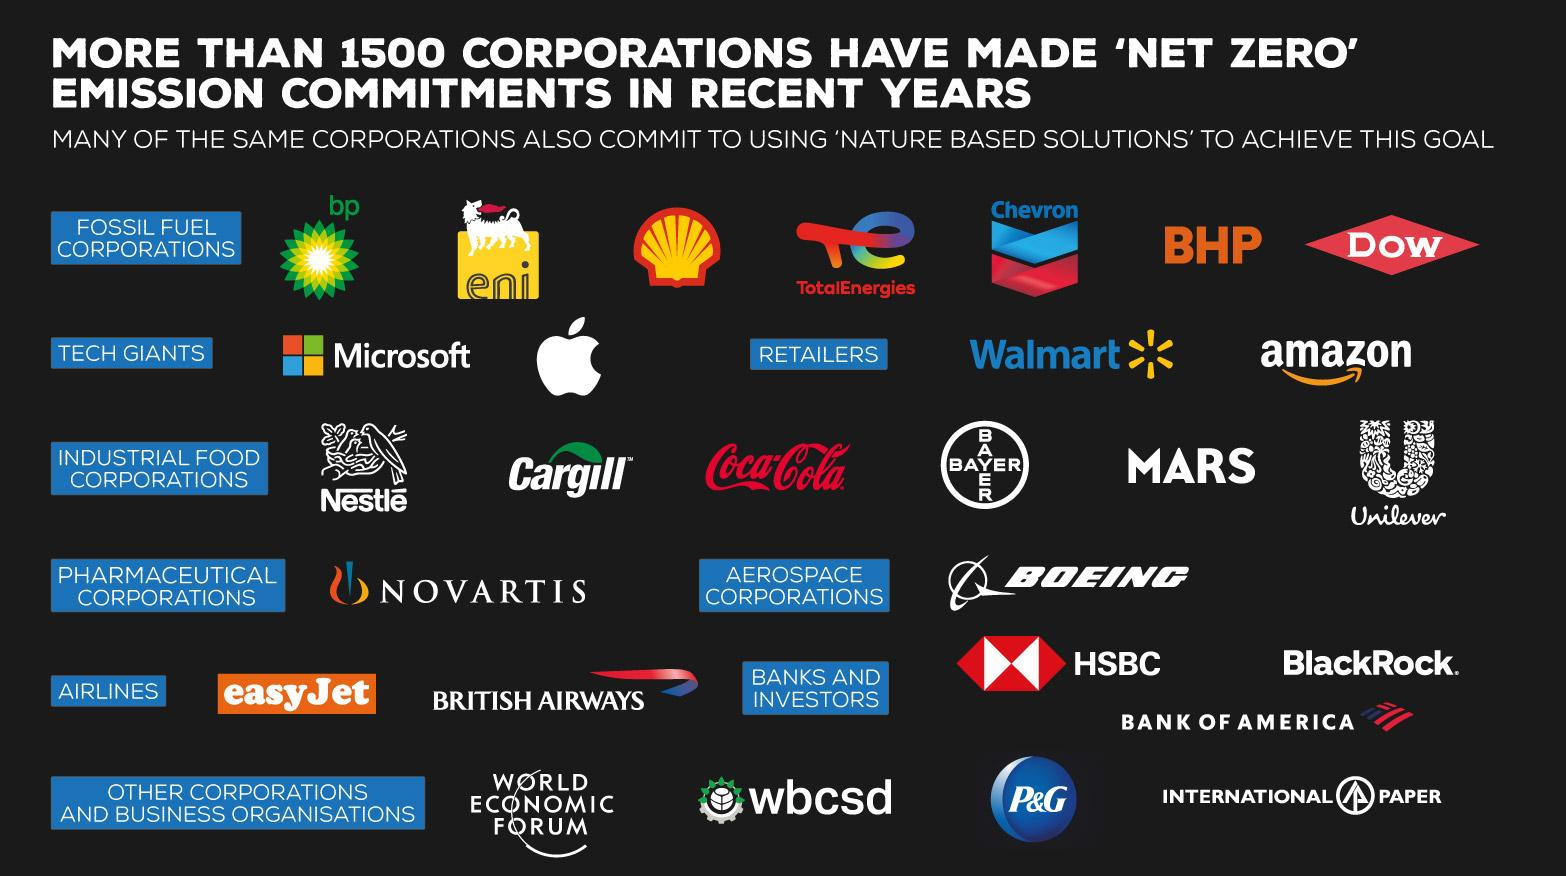 MORE THAN 1500 CORPORATIONS HAVE MADE ‘NET ZERO’
EMISSION COMMITMENTS IN RECENT YEARS
MANY OF THE SAME CORPORATIONS ALSO COMMIT TO USING ‘NATURE BASED SOLUTIONS’ TO ACHIEVE THIS GOAL
FOSSIL FUEL
CORPORATIONS
bp
eni
TotalEnergies
Chevron
BHP
Dow
TECH GIANTS
Microsoft
RETAILERS
Walmart
amazon
INDUSTRIAL FOOD
CORPORATIONS
Nestlé
Cargill™
Coca-Cola
BAYER
BAYER
MARS
Unilever
PHARMACEUTICAL
CORPORATIONS
NOVARTIS
AEROSPACE
CORPORATIONS
BOEING
AIRLINES
easyJet
BRITISH AIRWAYS
BANKS AND
INVESTORS
HSBC
BlackRock.
BANK OF AMERICA
OTHER CORPORATIONS
AND BUSINESS ORGANISATIONS
WORLD
ECONOMIC
FORUM
wbcsd
P&G
INTERNATIONAL PAPER